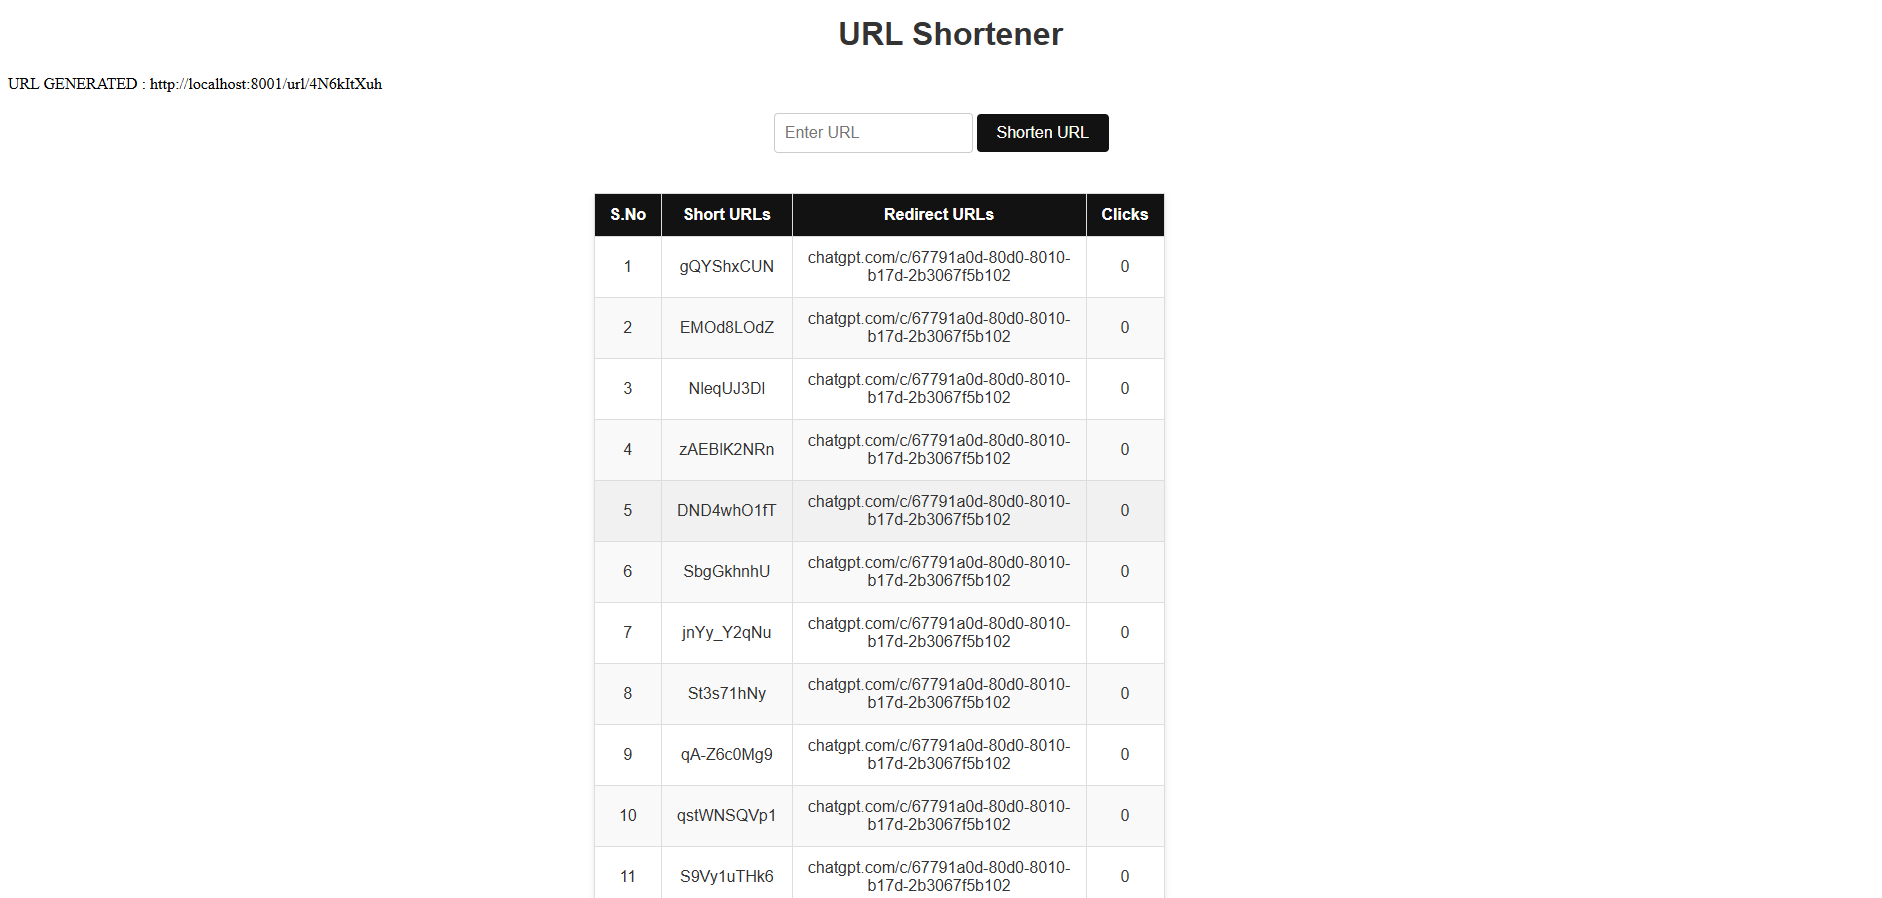 URL Shortener
URL GENERATED : http://localhost:8001/url/4N6kItXuh
Enter URL Shorten URL
S.No Short URLs Redirect URLs Clicks
1 gQYShxCUN chatgpt.com/c/67791a0d-80d0-8010-
b17d-2b3067f5b102 0
2 EMOd8LOdZ chatgpt.com/c/67791a0d-80d0-8010-
b17d-2b3067f5b102 0
3 NleqUJ3Dl chatgpt.com/c/67791a0d-80d0-8010-
b17d-2b3067f5b102 0
4 zAEBlK2NRn chatgpt.com/c/67791a0d-80d0-8010-
b17d-2b3067f5b102 0
5 DND4whO1fT chatgpt.com/c/67791a0d-80d0-8010-
b17d-2b3067f5b102 0
6 SbgGkhnhU chatgpt.com/c/67791a0d-80d0-8010-
b17d-2b3067f5b102 0
7 jnYy_Y2qNu chatgpt.com/c/67791a0d-80d0-8010-
b17d-2b3067f5b102 0
8 St3s71hNy chatgpt.com/c/67791a0d-80d0-8010-
b17d-2b3067f5b102 0
9 qA-Z6c0Mg9 chatgpt.com/c/67791a0d-80d0-8010-
b17d-2b3067f5b102 0
10 qstWNSQVp1 chatgpt.com/c/67791a0d-80d0-8010-
b17d-2b3067f5b102 0
11 S9Vy1uTHk6 chatgpt.com/c/67791a0d-80d0-8010-
b17d-2b3067f5b102 0